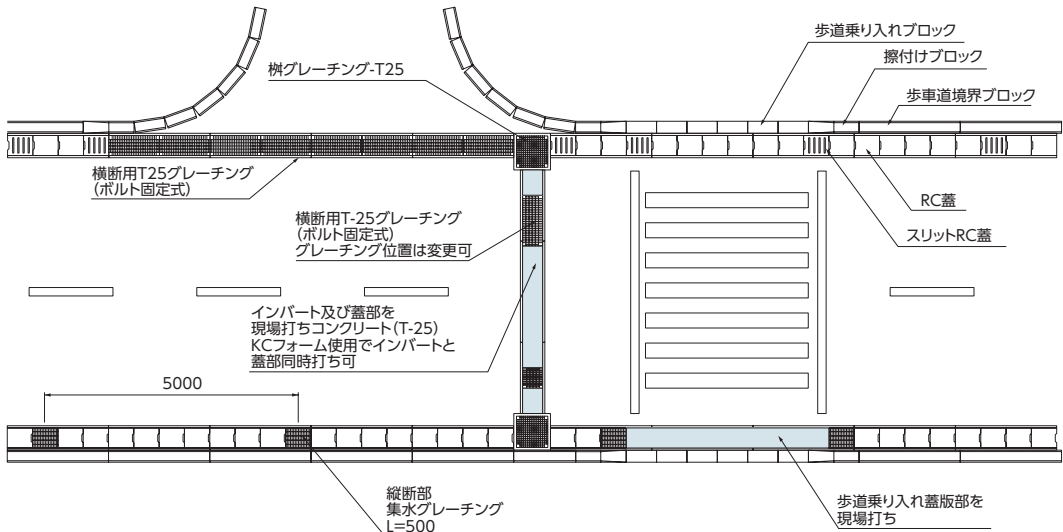 歩道乗り入れブロック
擦付けブロック
歩車道境界ブロック
桝グレーチング-T25
横断用T25グレーチング
(ボルト固定式)
横断用T-25グレーチング
(ボルト固定式)
グレーチング位置は変更可
RC蓋
スリットRC蓋
インバート及び蓋部を
現場打ちコンクリート(T-25)
KCフォーム使用でインバートと
蓋部同時打ち可
5000
縦断部
集水グレーチング
L=500
歩道乗り入れ蓋版部を
現場打ち